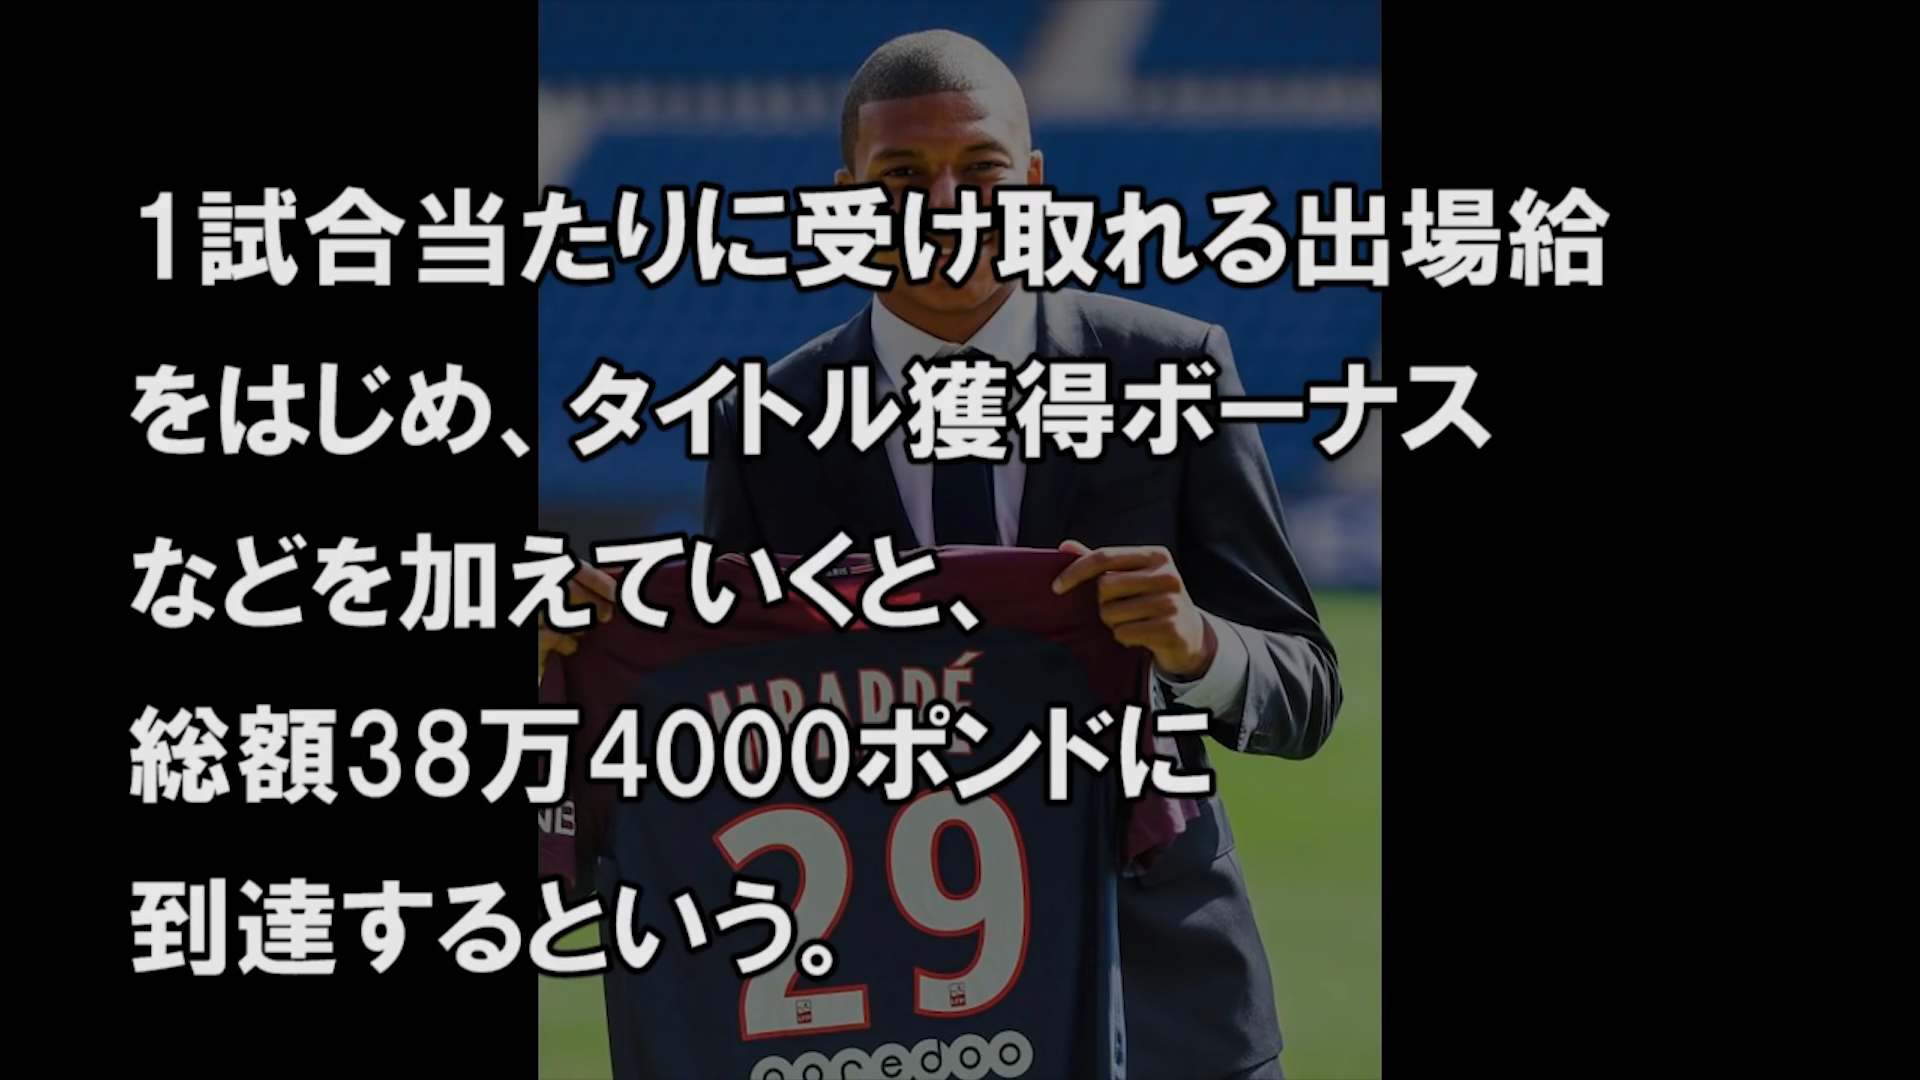 1試合当たりに受け取れる出場給
をはじめ、タイトル獲得ボーナス
などを加えていくと、
総額38万4000ポンドに
到達するという。
MBAPPÉ
29
ooredoo